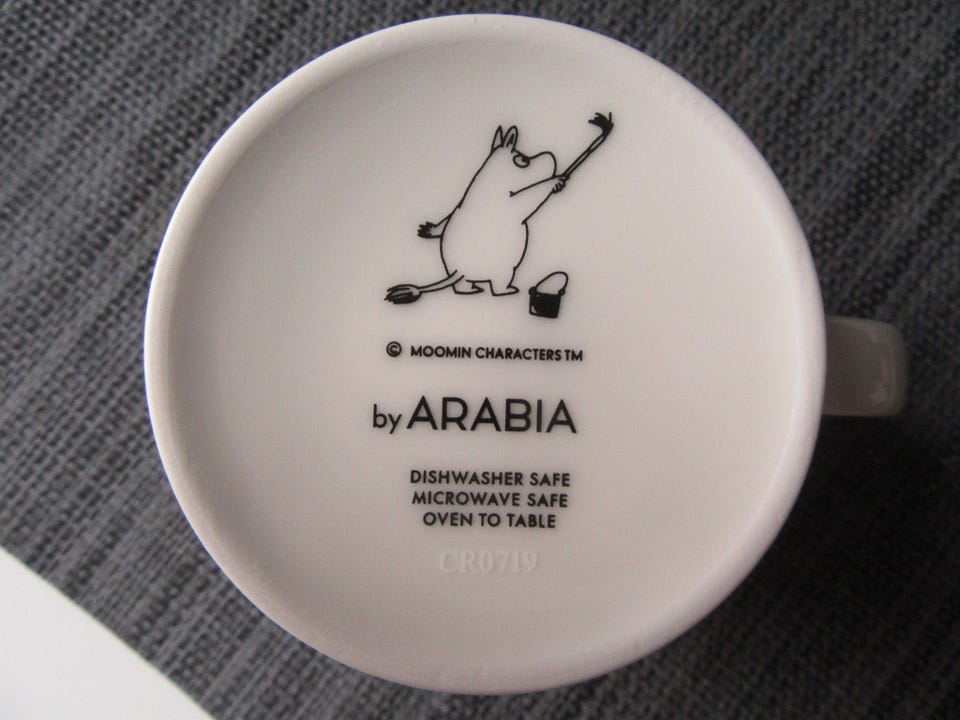 © MOOMIN CHARACTERS TM
by ARABIA
DISHWASHER SAFE
MICROWAVE SAFE
OVEN TO TABLE
CR0719